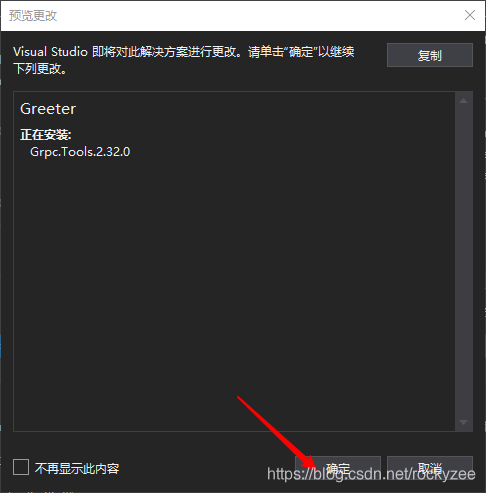 预览更改
Visual Studio 即将对此解决方案进行更改。请单击“确定”以继续
下列更改。
复制
Greeter
正在安装:
Grpc.Tools.2.32.0
不再显示此内容
确定
取消
https://blog.csdn.net/rockyzee